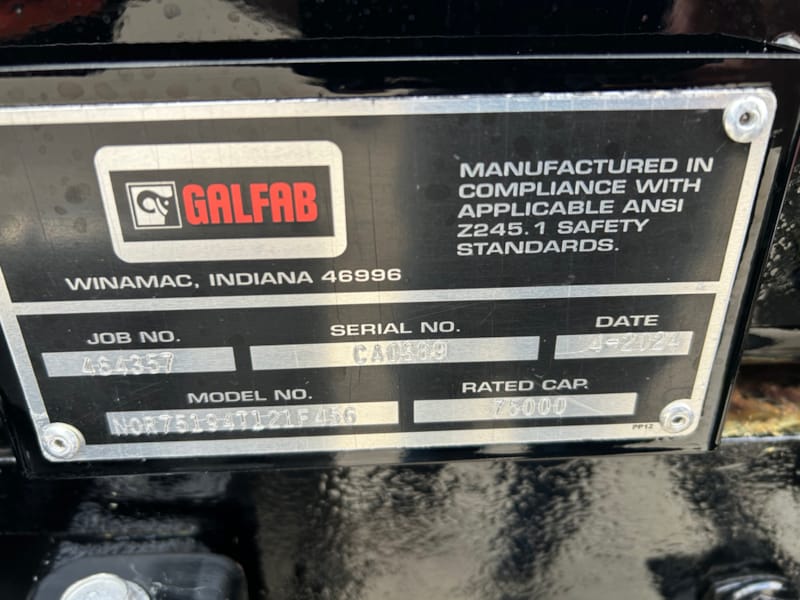 GALFAB
WINAMAC, INDIANA 46996
MANUFACTURED IN
COMPLIANCE WITH
APPLICABLE ANSI
Z245.1 SAFETY
STANDARDS.
JOB NO.
464357
SERIAL NO.
DATE
4-2024
MODEL NO.
RATED CAP.
75000
PP12